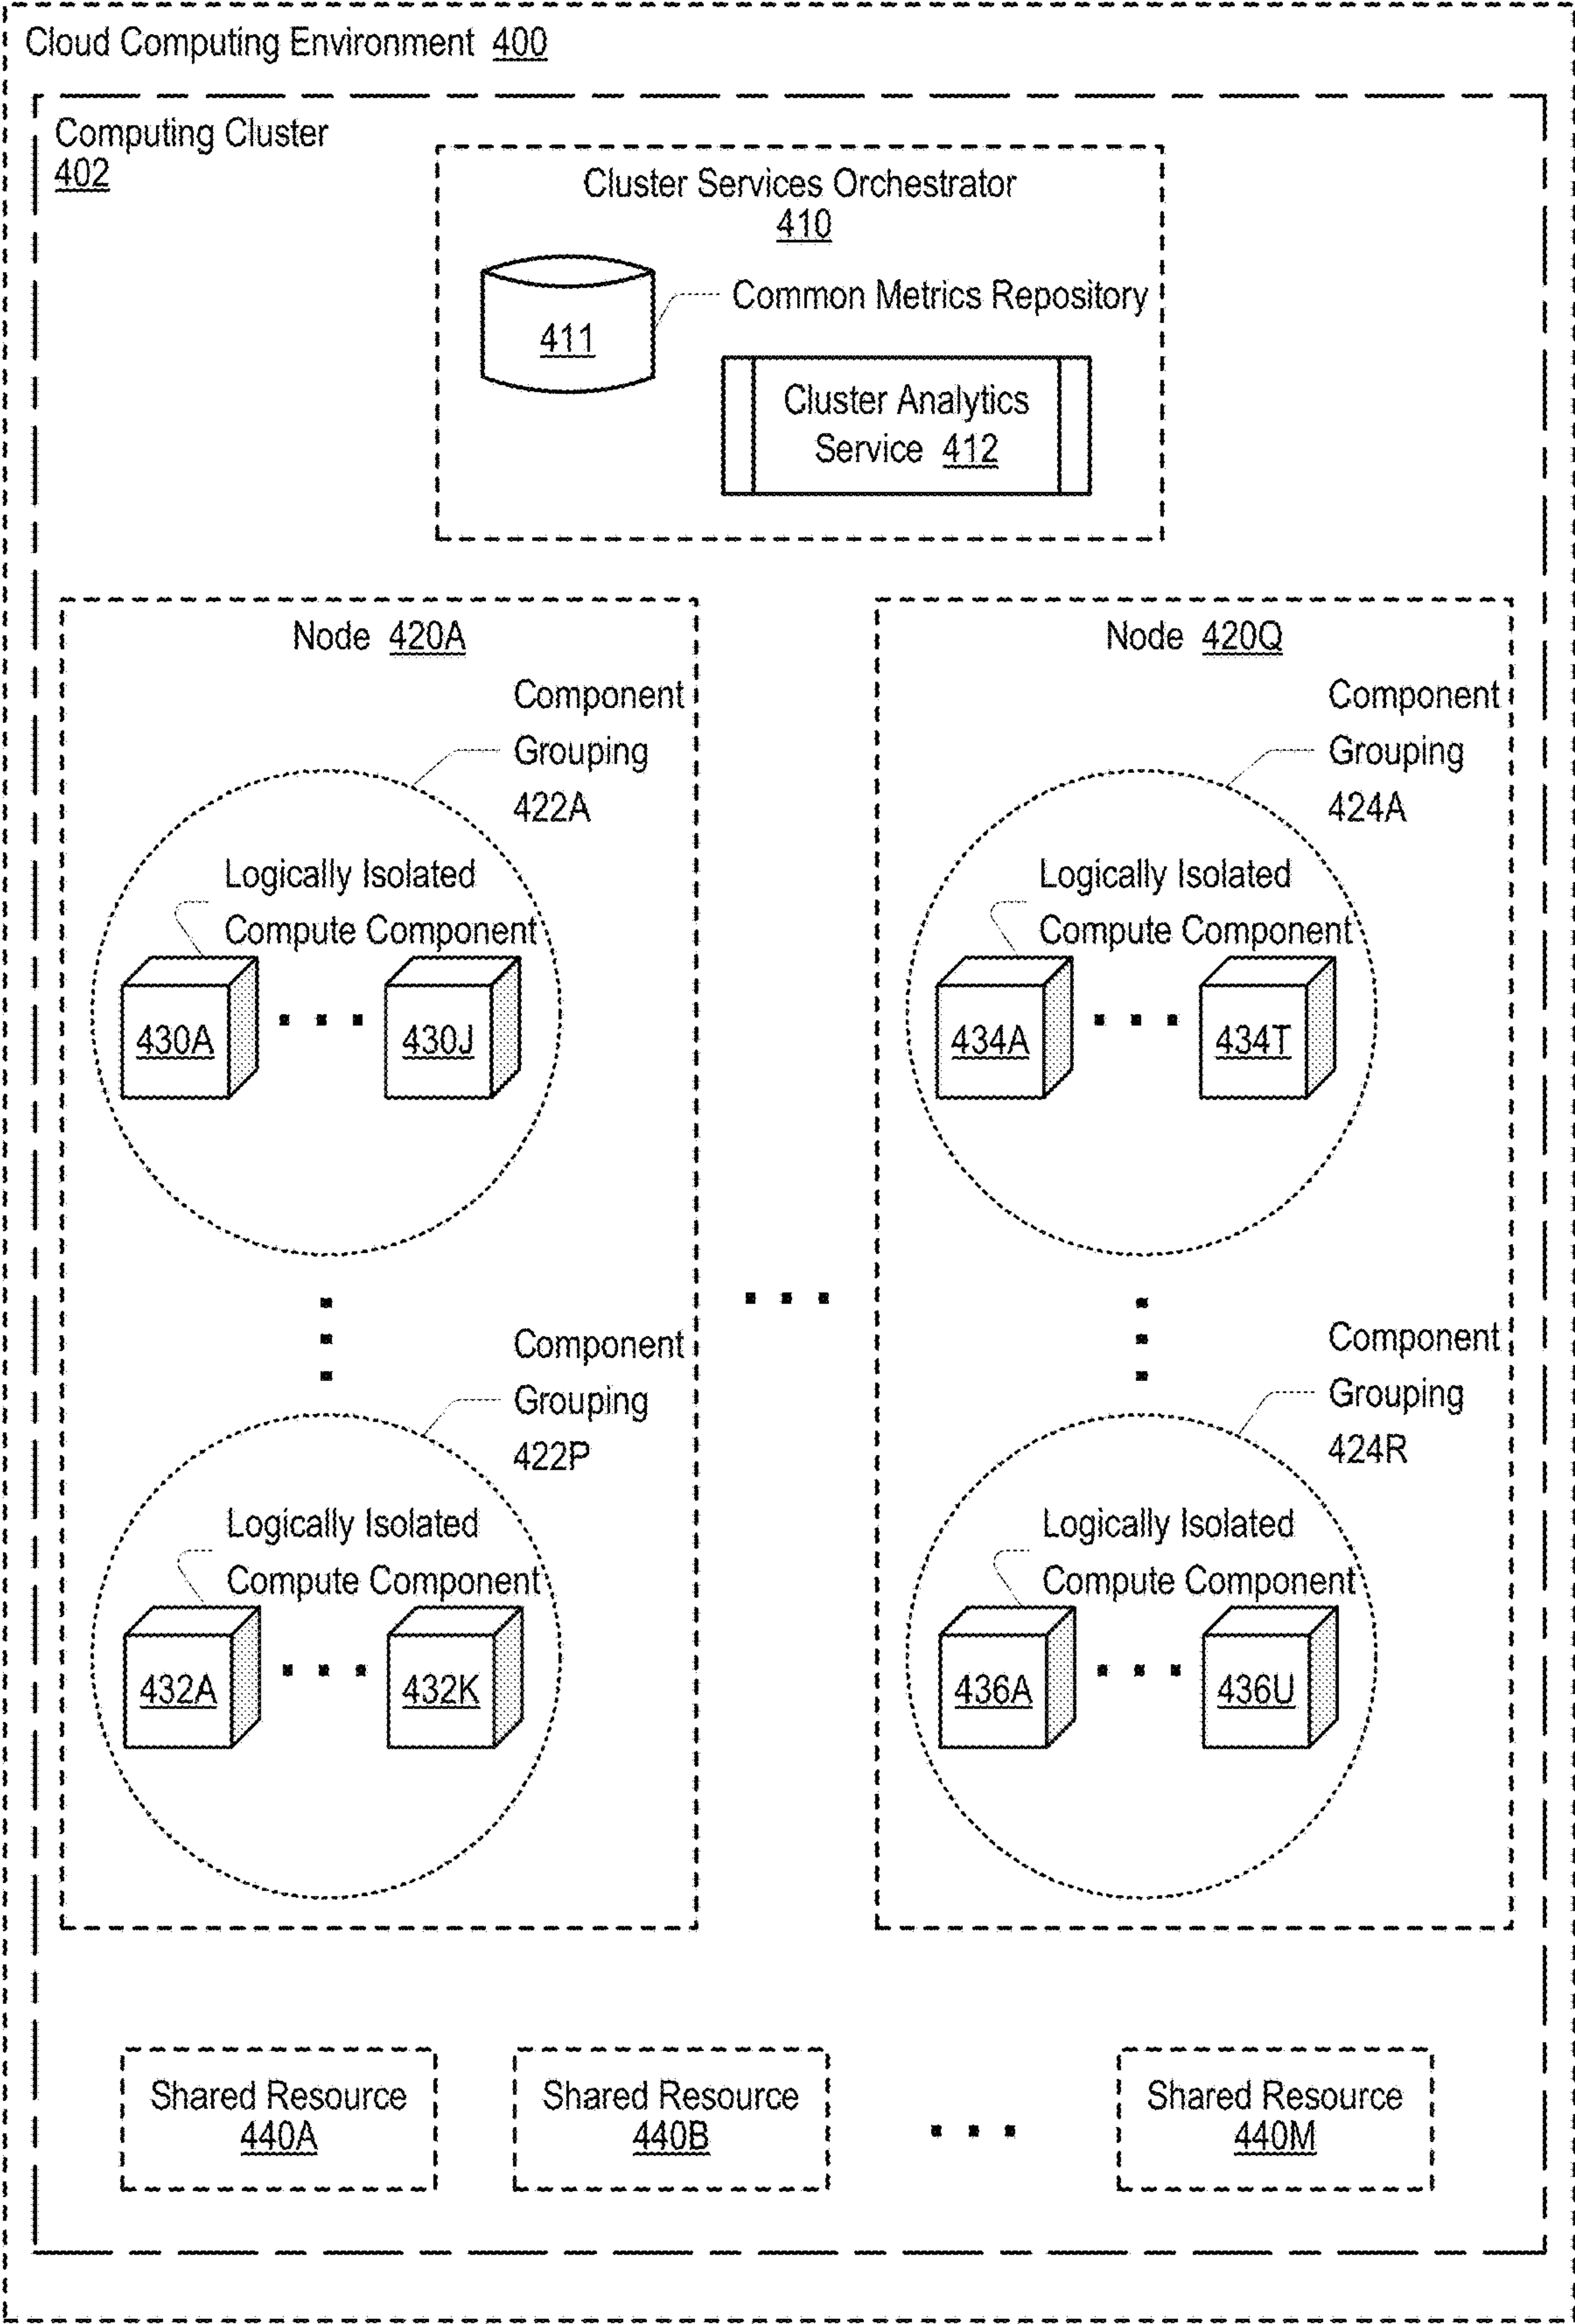 Cloud Computing Environment 400
Computing Cluster
402
Cluster Services Orchestrator
410
411
Common Metrics Repository
Cluster Analytics
Service 412
Node 420A
Component
Grouping
422A
Logically Isolated
Compute Component
430A
430J
Component
Grouping
422P
Logically Isolated
Compute Component
432A
432K
Node 420Q
Component
Grouping
424A
Logically Isolated
Compute Component
434A
434T
Component
Grouping
424R
Logically Isolated
Compute Component
436A
436U
Shared Resource
440A
Shared Resource
440B
Shared Resource
440M